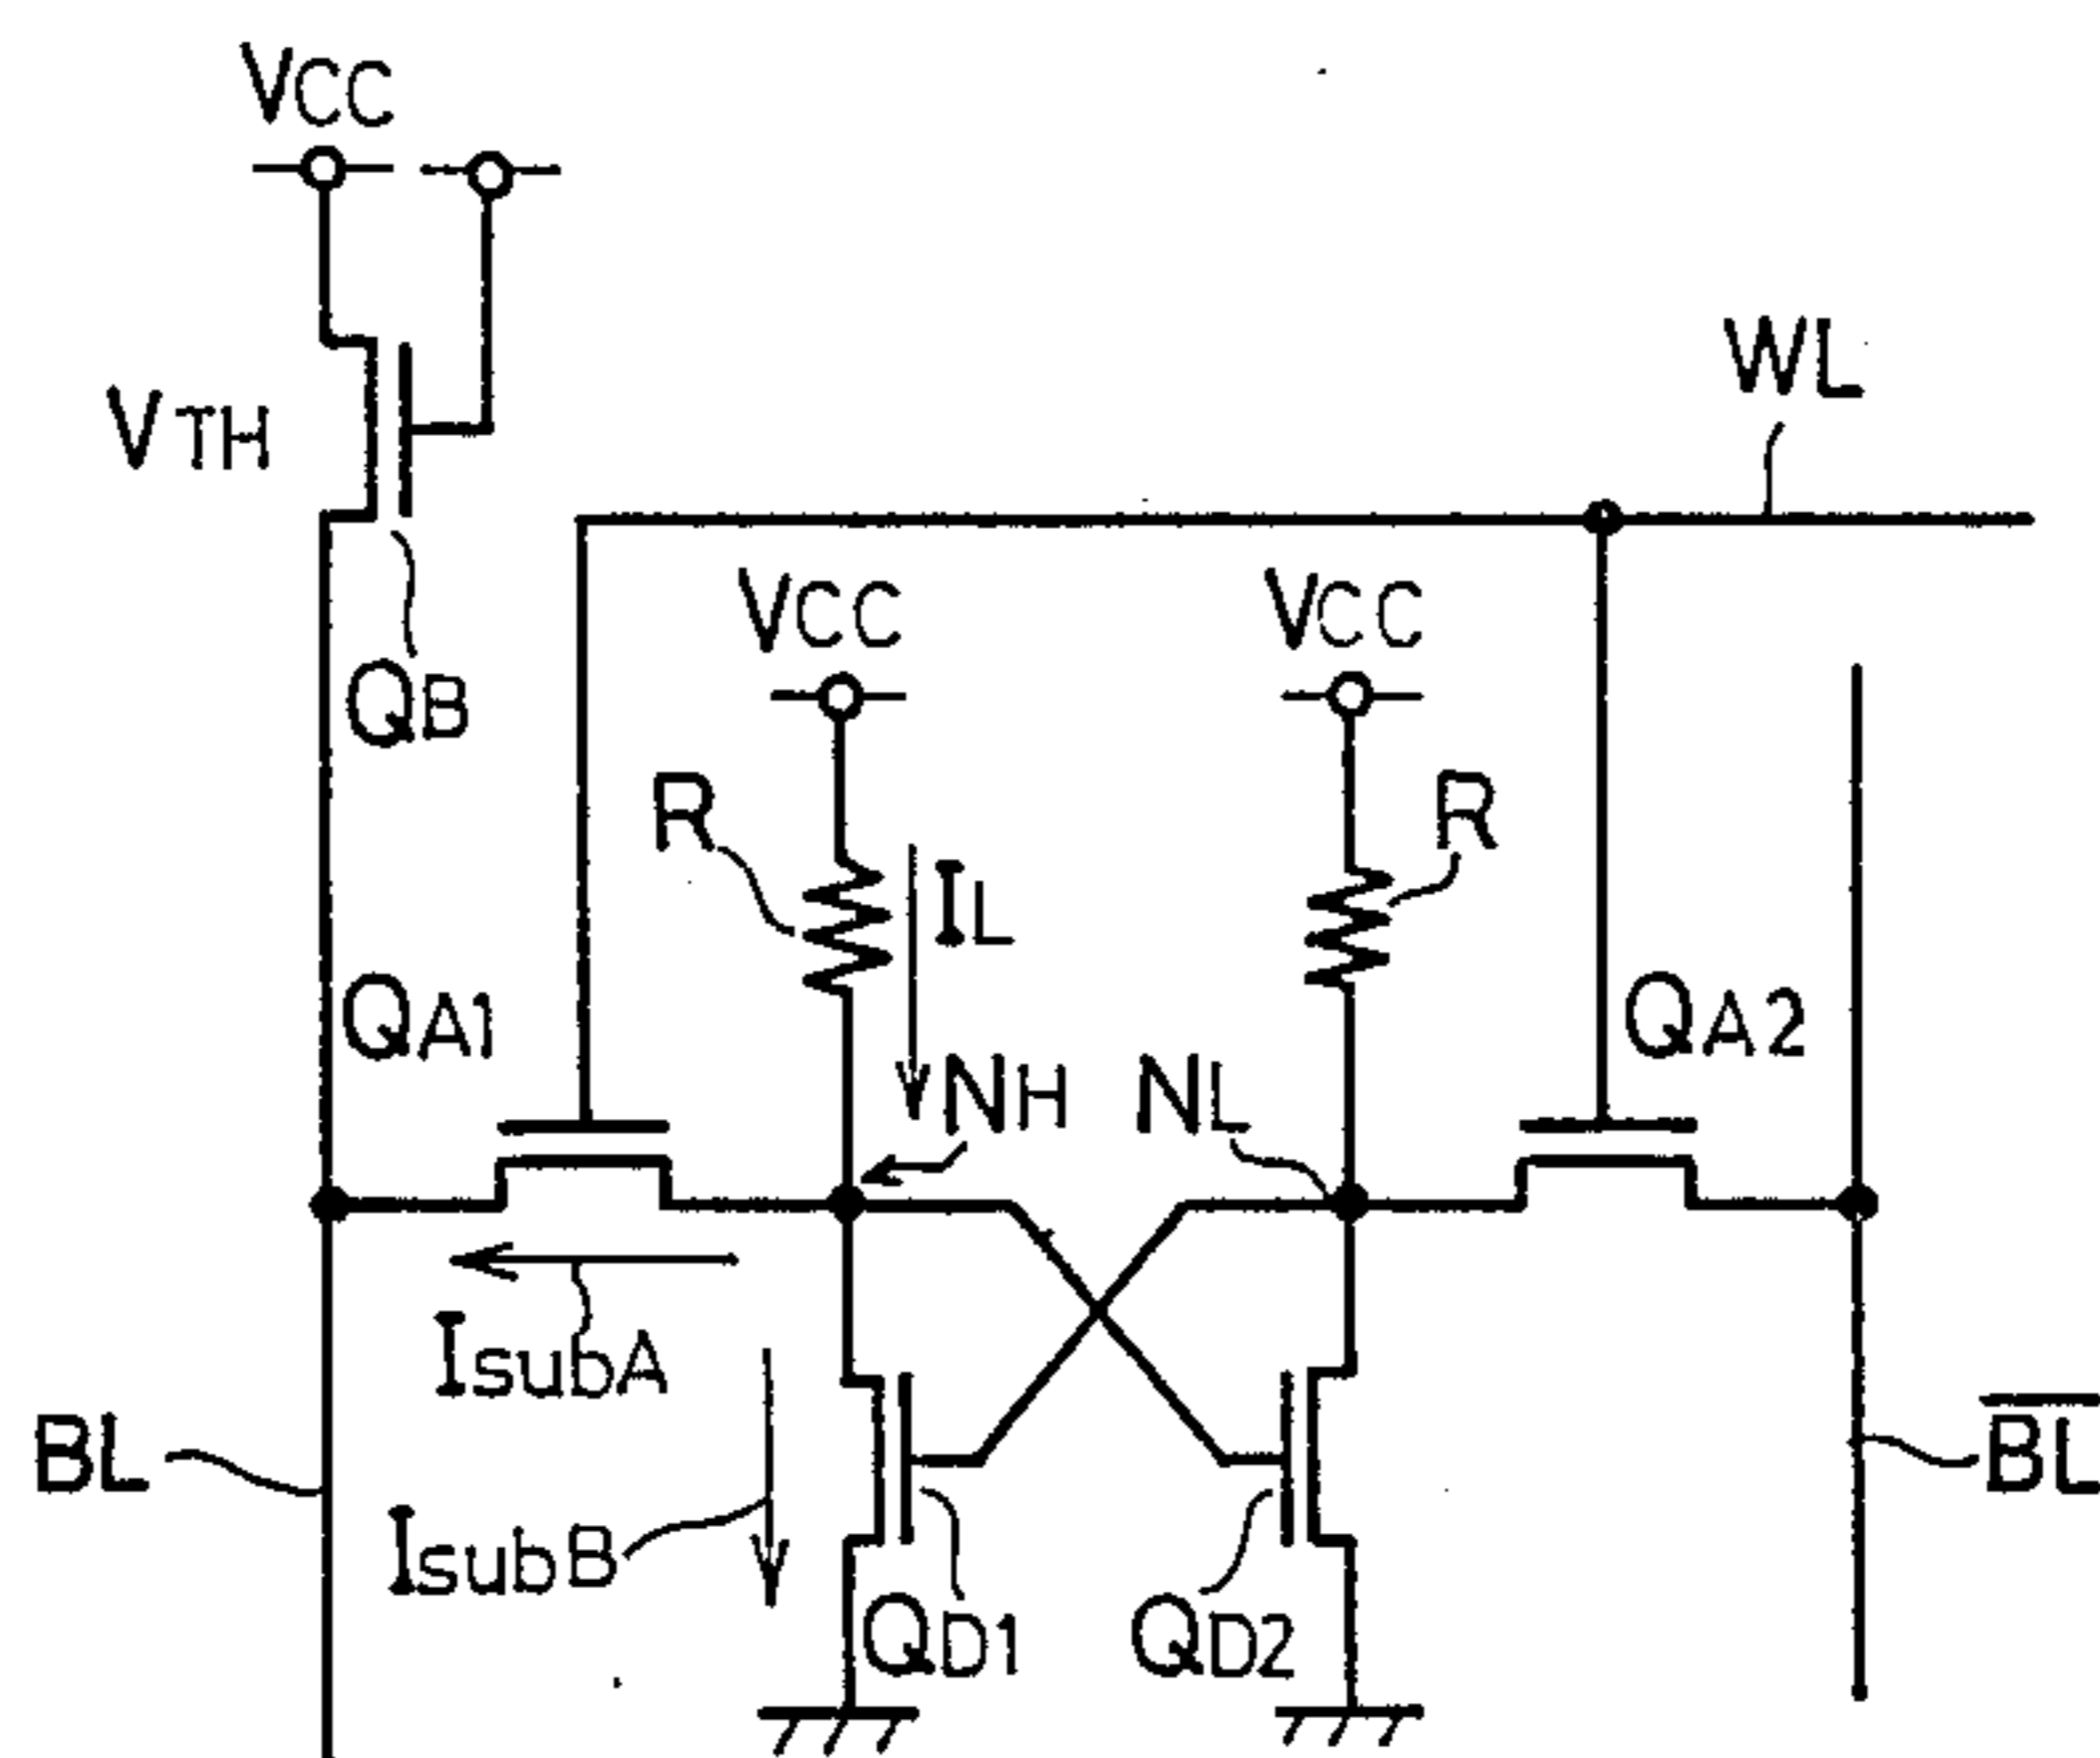 VCC
VTH
WL
VCC
VCC
QB
R
IL
R
QA1
QA2
NH
NL
IsubA
BL
BL
IsubB
QD1
QD2